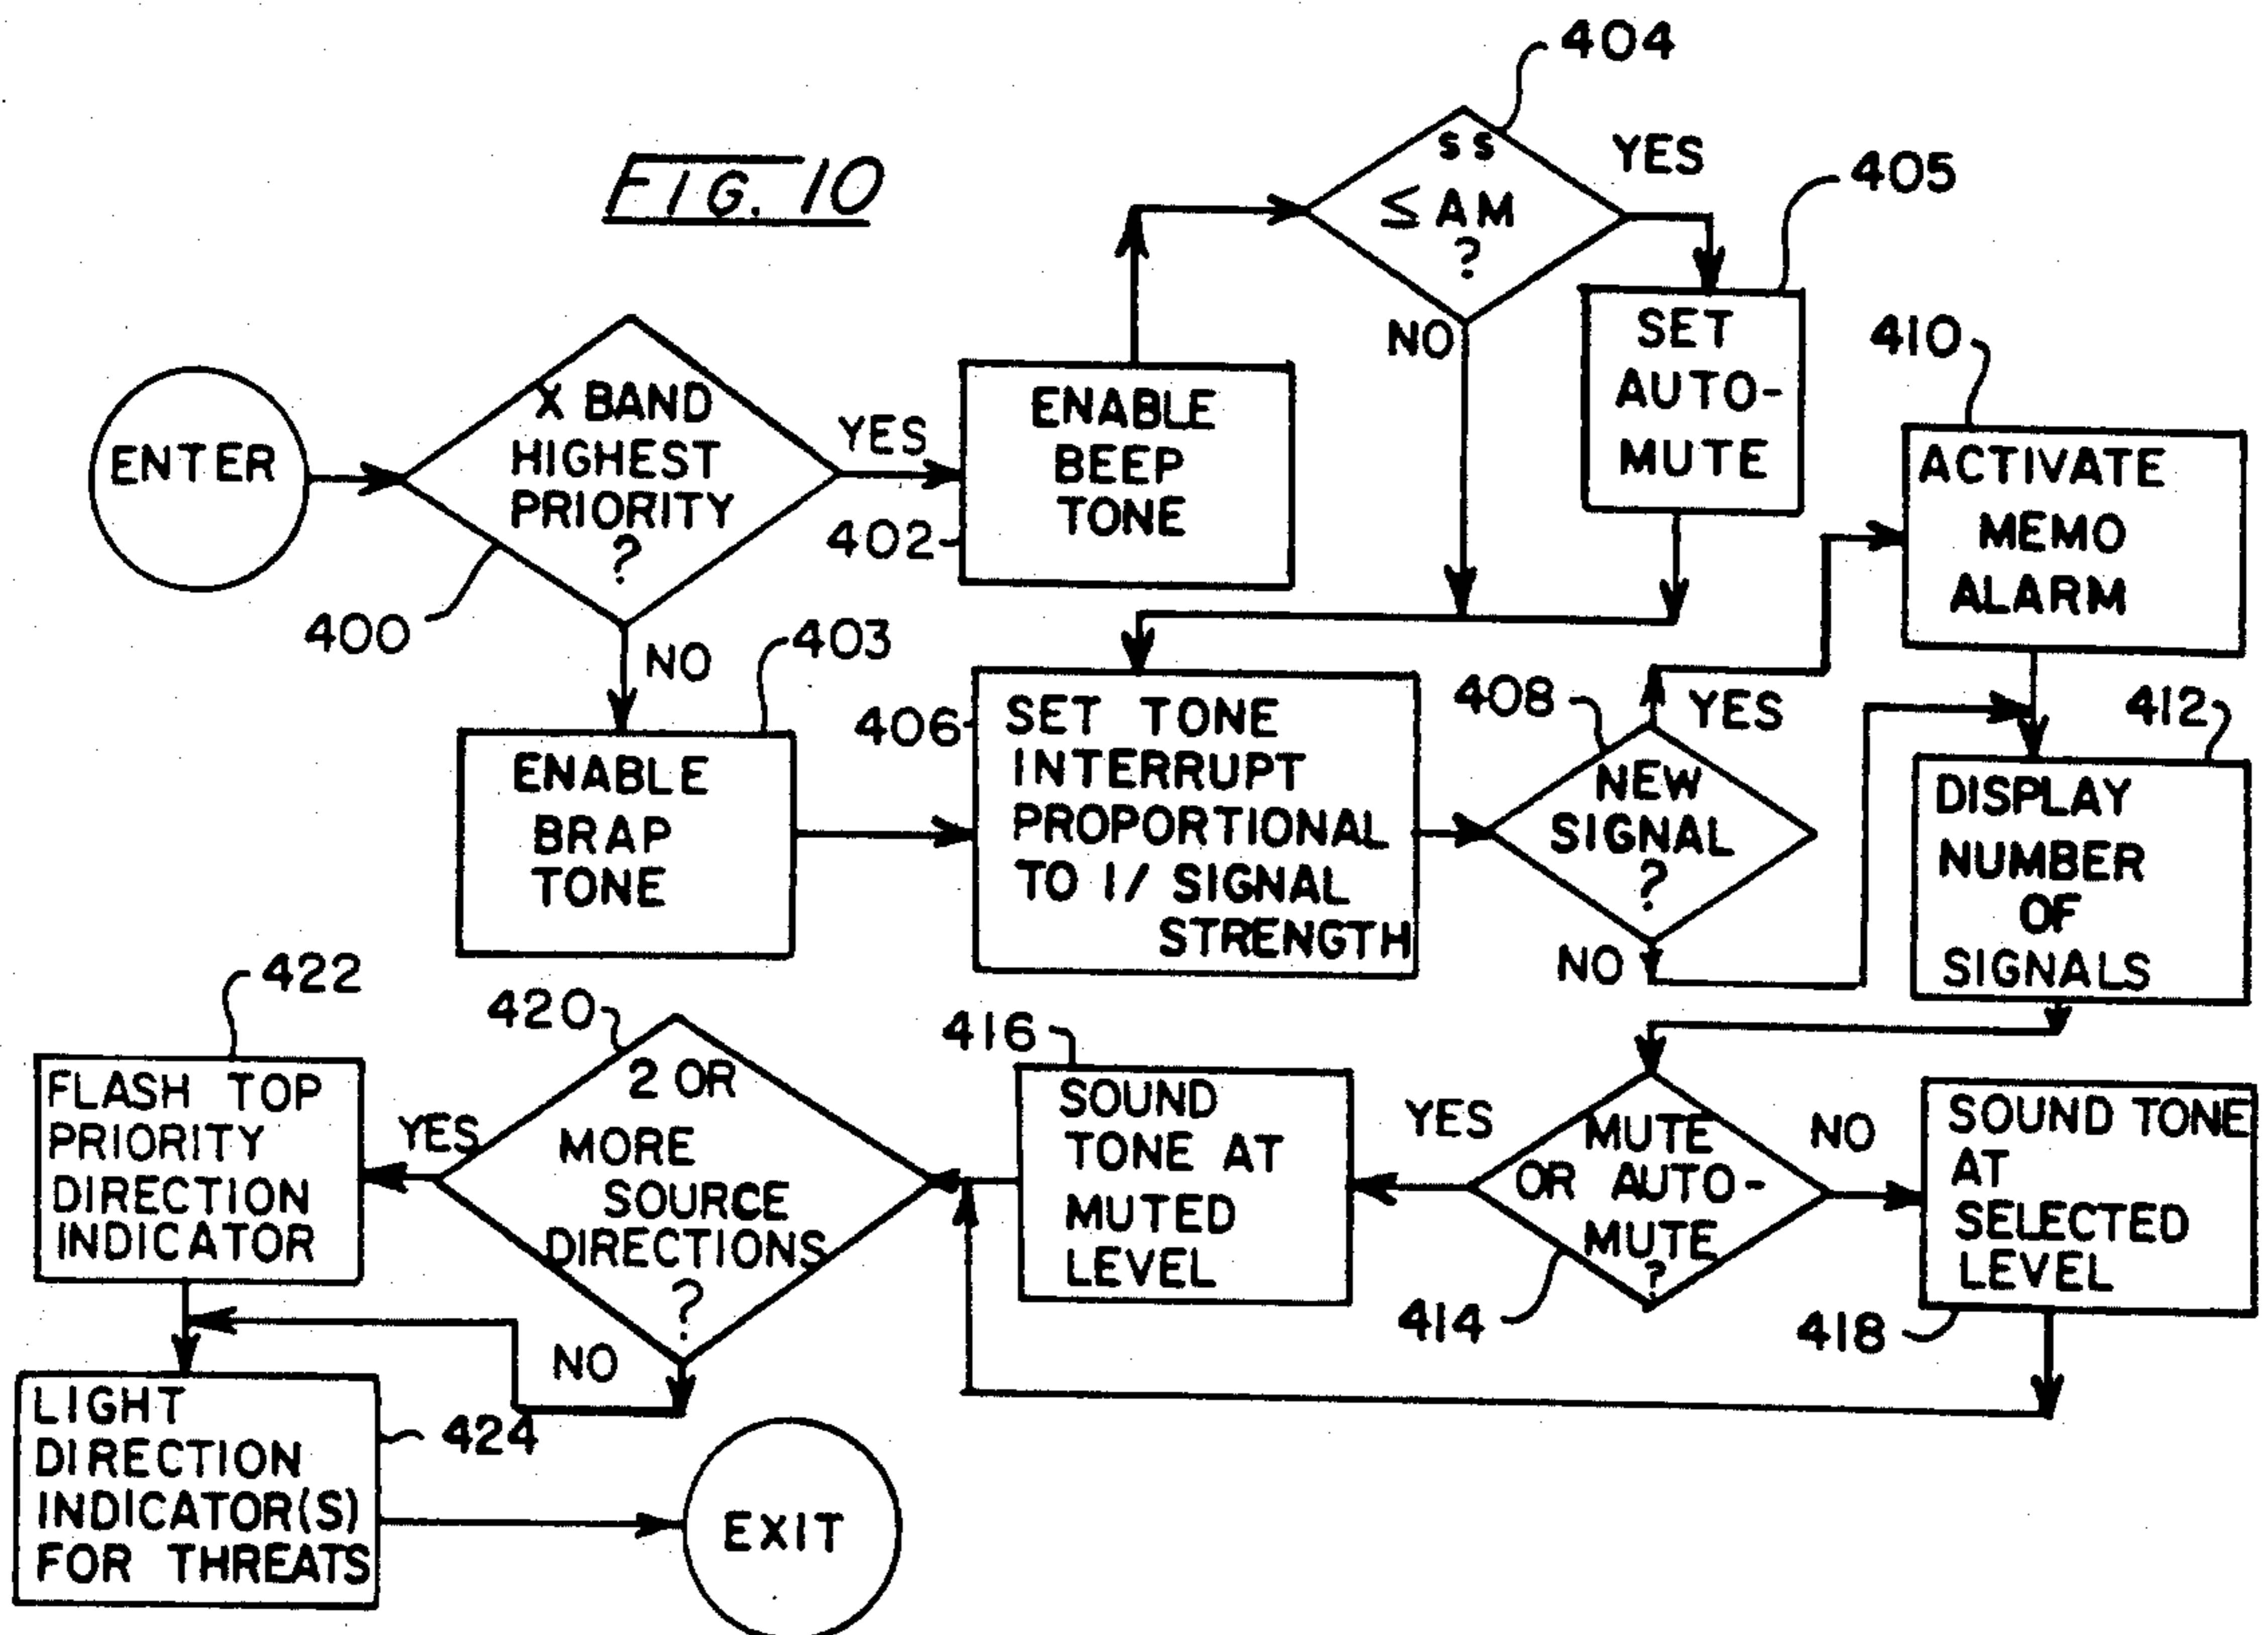 FIG. 10
404
SS
≤ AM
?
YES
NO
405
SET
AUTO-
MUTE
ENTER
X BAND
HIGHEST
PRIORITY
?
400
YES
NO
402
ENABLE
BEEP
TONE
403
ENABLE
BRAP
TONE
406
SET TONE
INTERRUPT
PROPORTIONAL
TO 1/ SIGNAL
STRENGTH
408
NEW
SIGNAL
?
YES
NO
410
ACTIVATE
MEMO
ALARM
412
DISPLAY
NUMBER
OF
SIGNALS
414
MUTE
OR AUTO-
MUTE
?
YES
NO
416
SOUND
TONE AT
MUTED
LEVEL
418
SOUND TONE
AT
SELECTED
LEVEL
420
2 OR
MORE
SOURCE
DIRECTIONS
?
YES
NO
422
FLASH TOP
PRIORITY
DIRECTION
INDICATOR
424
LIGHT
DIRECTION
INDICATOR(S)
FOR THREATS
EXIT